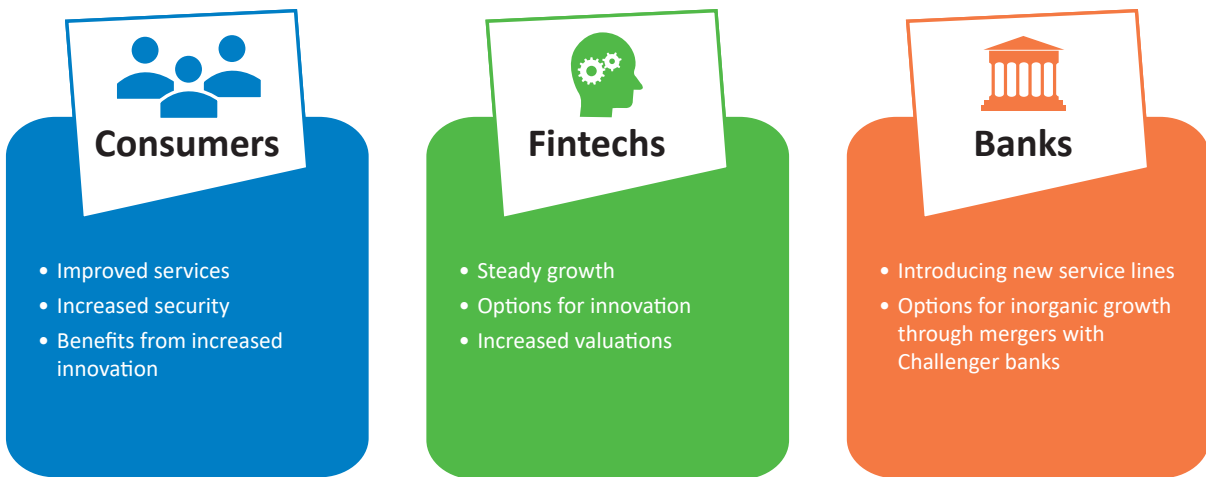 Consumers
• Improved services
• Increased security
• Benefits from increased
innovation
Fintechs
• Steady growth
• Options for innovation
• Increased valuations
Banks
• Introducing new service lines
• Options for inorganic growth
through mergers with
Challenger banks